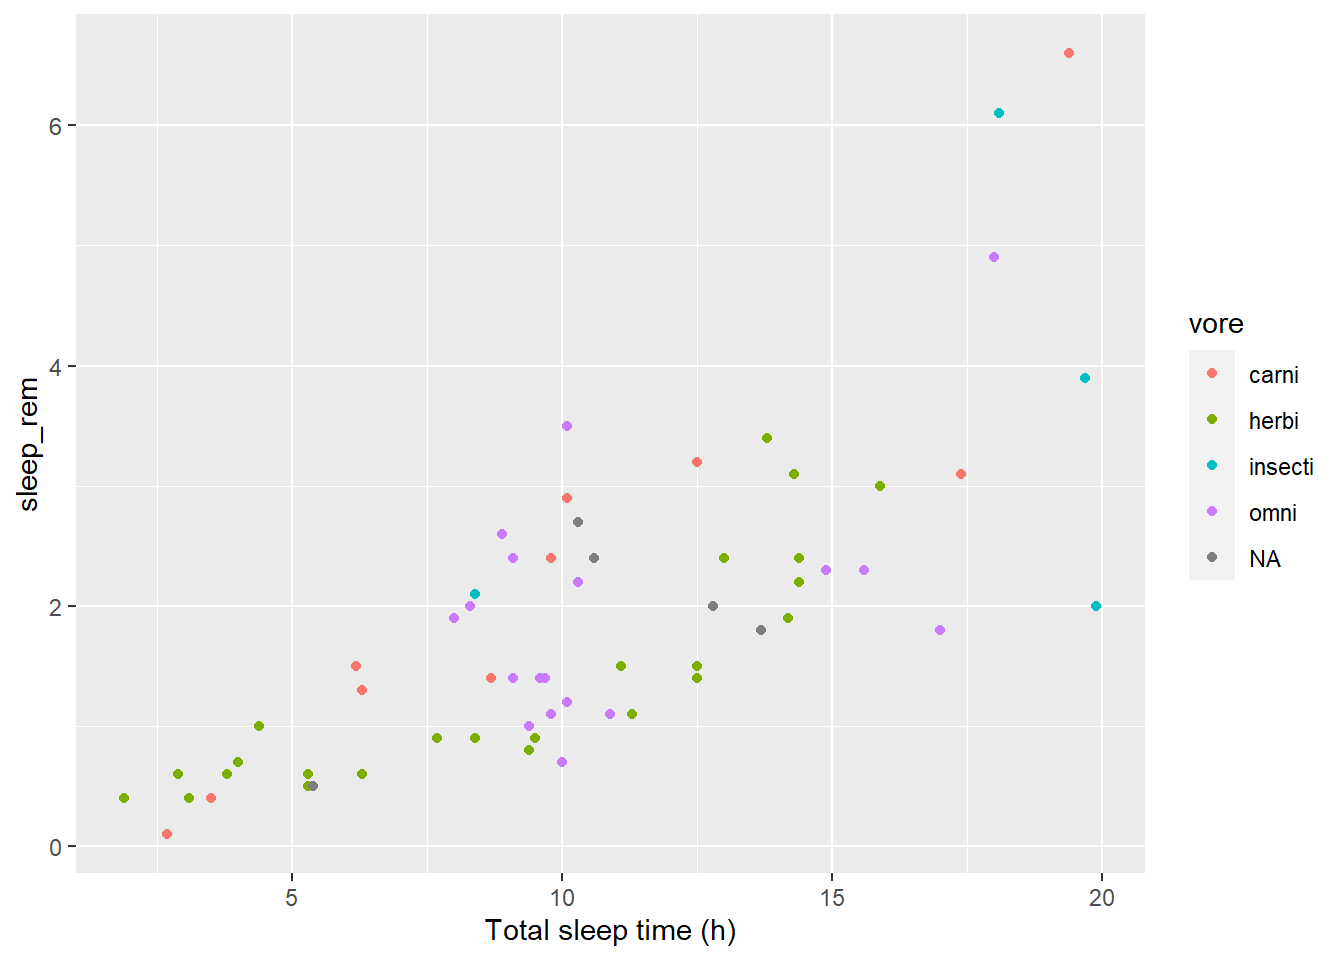 6
4
2
0
sleep_rem
5
10
15
20
Total sleep time (h)
vore
carni
herbi
insecti
omni
NA